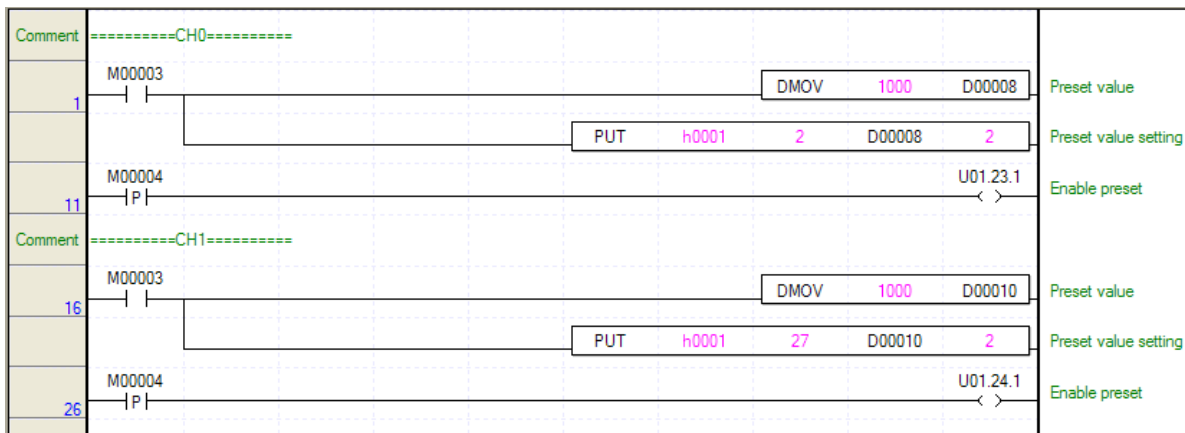 Comment ==========CH0==========
M00003
1 DMOV 1000 D00008 Preset value
PUT h0001 2 D00008 2 Preset value setting
M00004 U01.23.1
11 P Enable preset
Comment ==========CH1==========
M00003
16 DMOV 1000 D00010 Preset value
PUT h0001 27 D00010 2 Preset value setting
M00004 U01.24.1
26 P Enable preset